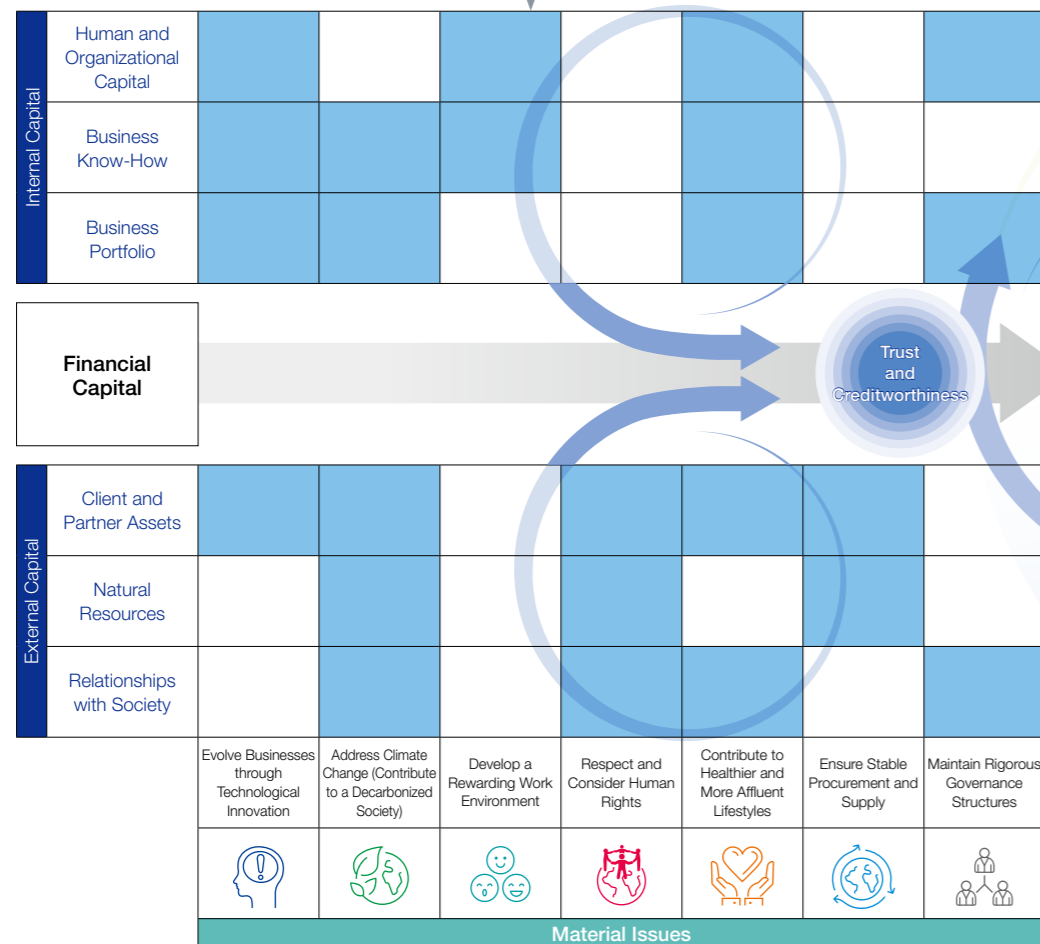 Internal Capital
Human and
Organizational
Capital
Business
Know-How
Business
Portfolio
Financial
Capital
Trust
and
Creditworthiness
External Capital
Client and
Partner Assets
Natural
Resources
Relationships
with Society
Evolve Businesses
through
Technological
Innovation
Address Climate
Change (Contribute
to a Decarbonized
Society)
Develop a
Rewarding Work
Environment
Respect and
Consider Human
Rights
Contribute to
Healthier and
More Affluent
Lifestyles
Ensure Stable
Procurement and
Supply
Maintain Rigorous
Governance
Structures
Material Issues